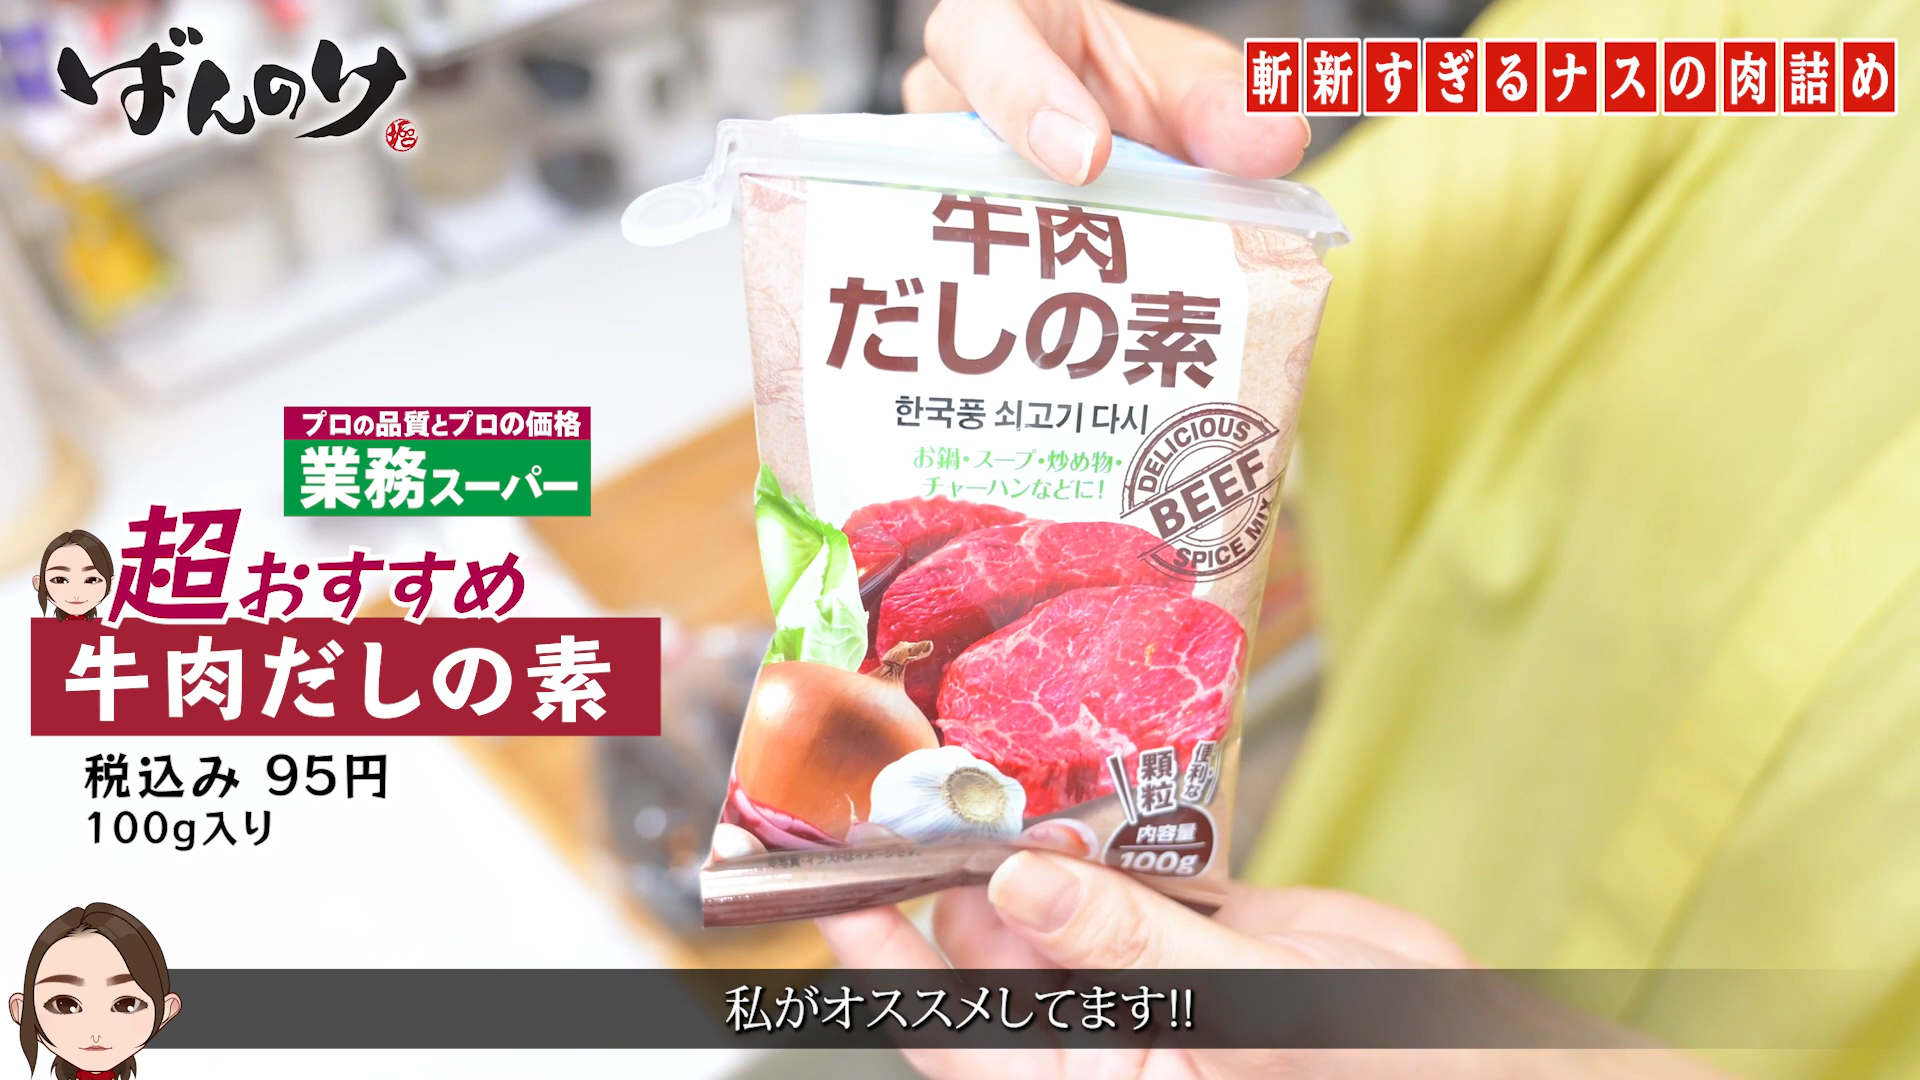 ばんのけ
斬新すぎるナスの肉詰め
牛肉
だしの素
한국풍 쇠고기 다시
お鍋・スープ・炒め物・
チャーハンなどに!
DELICIOUS
BEEF
SPICE MIX
便利な
顆粒
内容量
100g
プロの品質とプロの価格
業務スーパー
超おすすめ
牛肉だしの素
税込み 95円
100g入り
私がオススメしてます!!